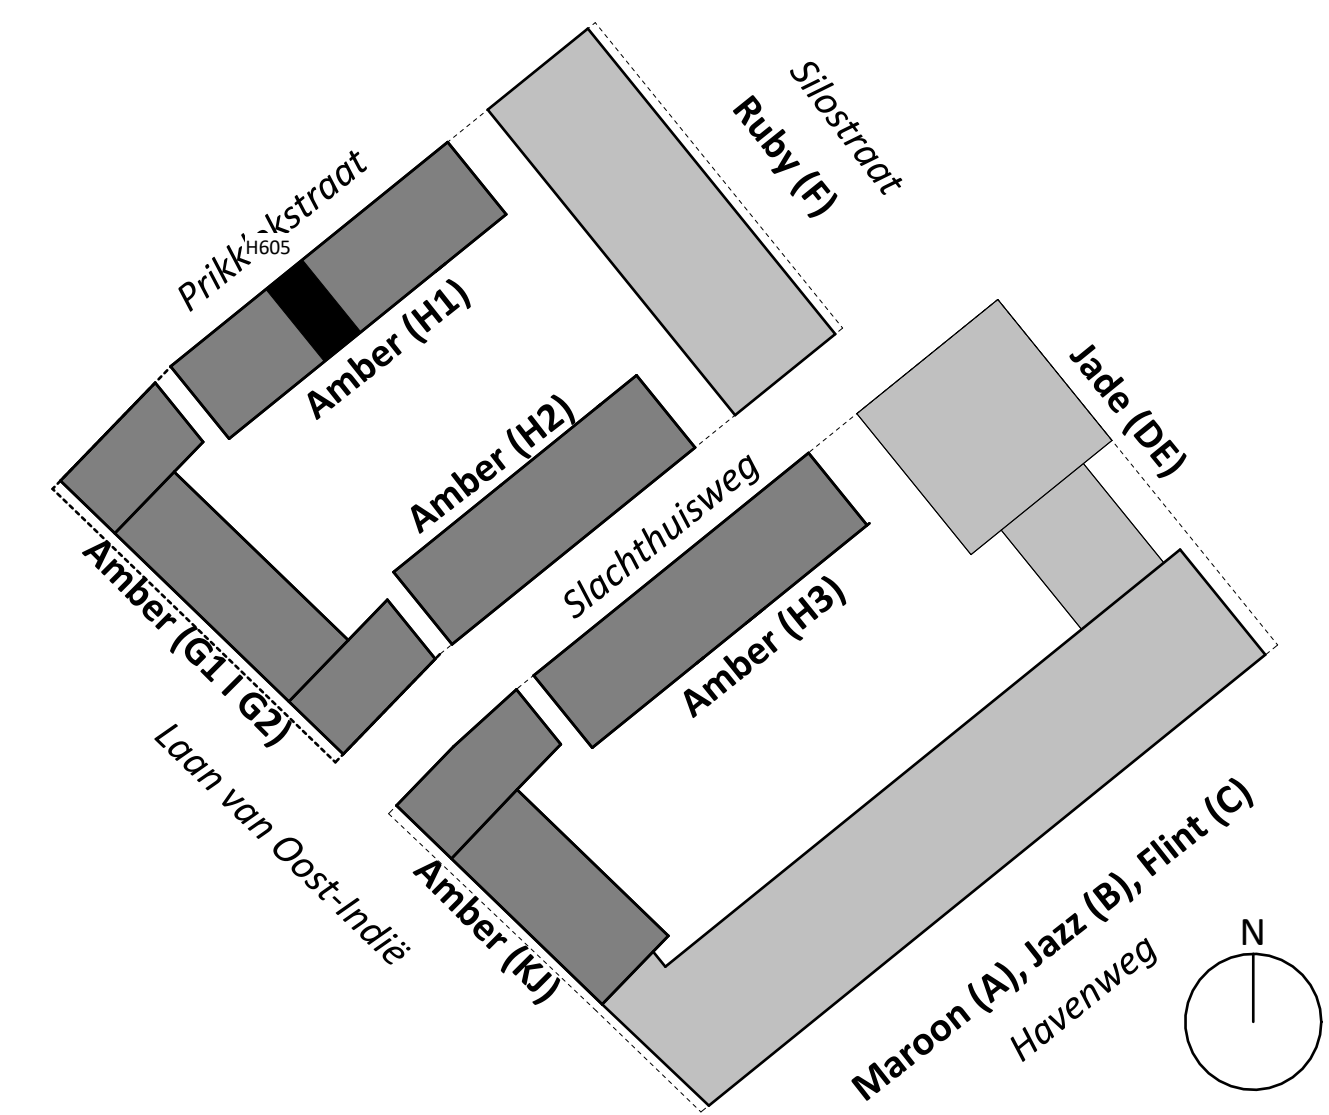 Silostraat
Ruby (F)
H605
Amber (H1)
Jade (DE)
Amber (H2)
Slachthuisweg
Amber (H3)
Amber (G1 I G2)
Laan van Oost-Indië
Amber (KJ)
Maroon (A), Jazz (B), Flint (C)
Havenweg
N